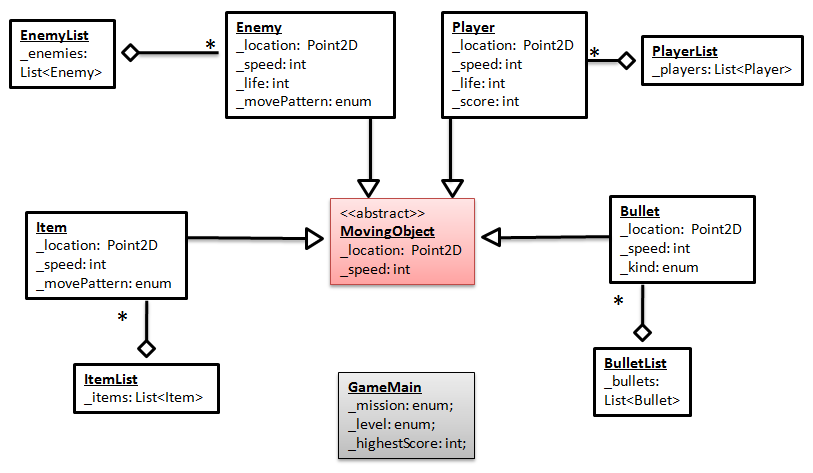 EnemyList
_enemies:
List<Enemy>
*
Enemy
_location:  Point2D
_speed: int
_life: int
_movePattern: enum
Player
_location:  Point2D
_speed: int
_life: int
_score: int
*
PlayerList
_players: List<Player>
Item
_location:  Point2D
_speed: int
_movePattern: enum
*
ItemList
_items: List<Item>
<<abstract>>
MovingObject
_location:  Point2D
_speed: int
Bullet
_location:  Point2D
_speed: int
_kind: enum
*
BulletList
_bullets:
List<Bullet>
GameMain
_mission: enum;
_level: enum;
_highestScore: int;